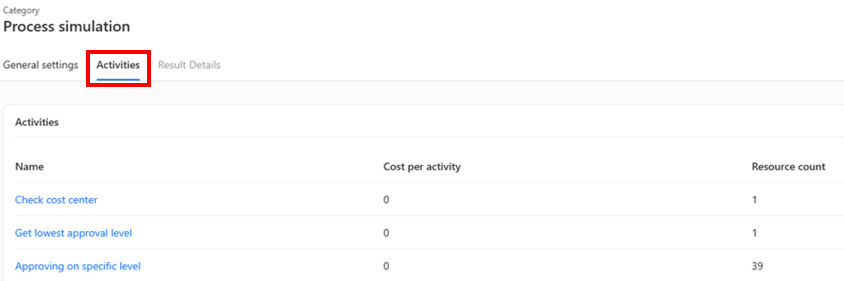 Category
Process simulation
General settings Activities Result Details
Activities
Name Cost per activity Resource count
Check cost center 0 1
Get lowest approval level 0 1
Approving on specific level 0 39